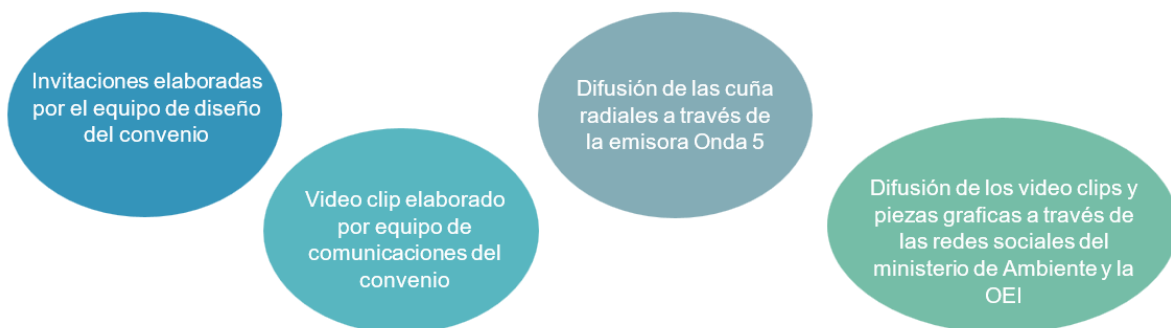 Invitaciones elaboradas
por el equipo de diseño
del convenio
Video clip elaborado
por equipo de
comunicaciones del
convenio
Difusión de las cuña
radiales a través de
la emisora Onda 5
Difusión de los video clips y
piezas graficas a través de
las redes sociales del
ministerio de Ambiente y la
OEI